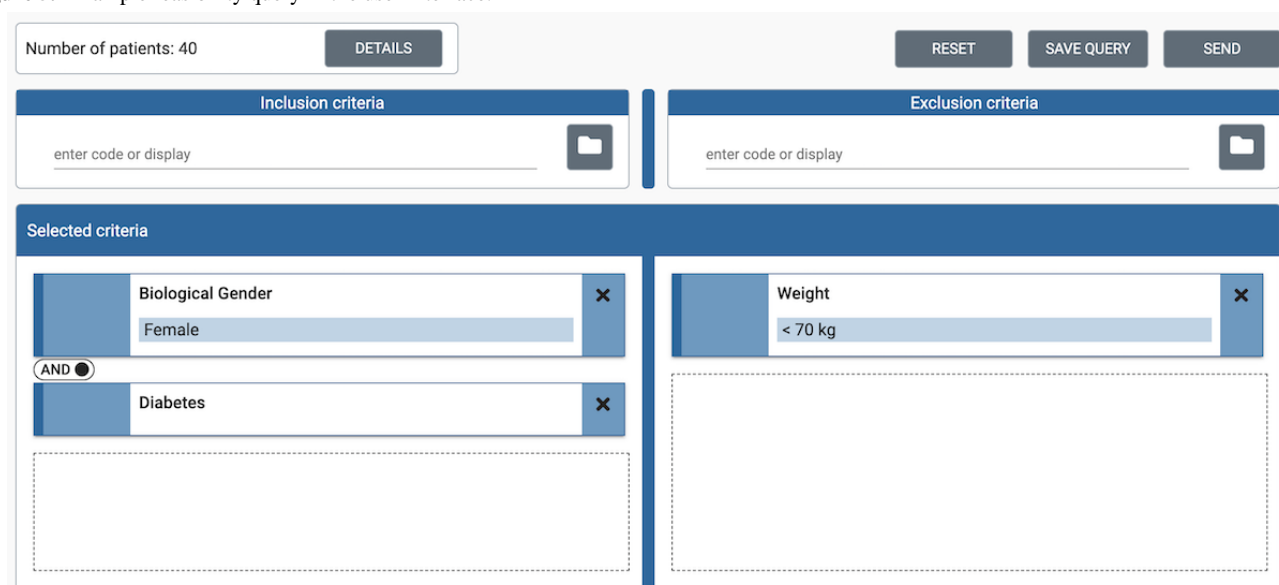 Number of patients: 40
DETAILS
RESET
SAVE QUERY
SEND
Inclusion criteria
Exclusion criteria
enter code or display
enter code or display
Selected criteria
Biological Gender
Female
AND
Diabetes
Weight
< 70 kg